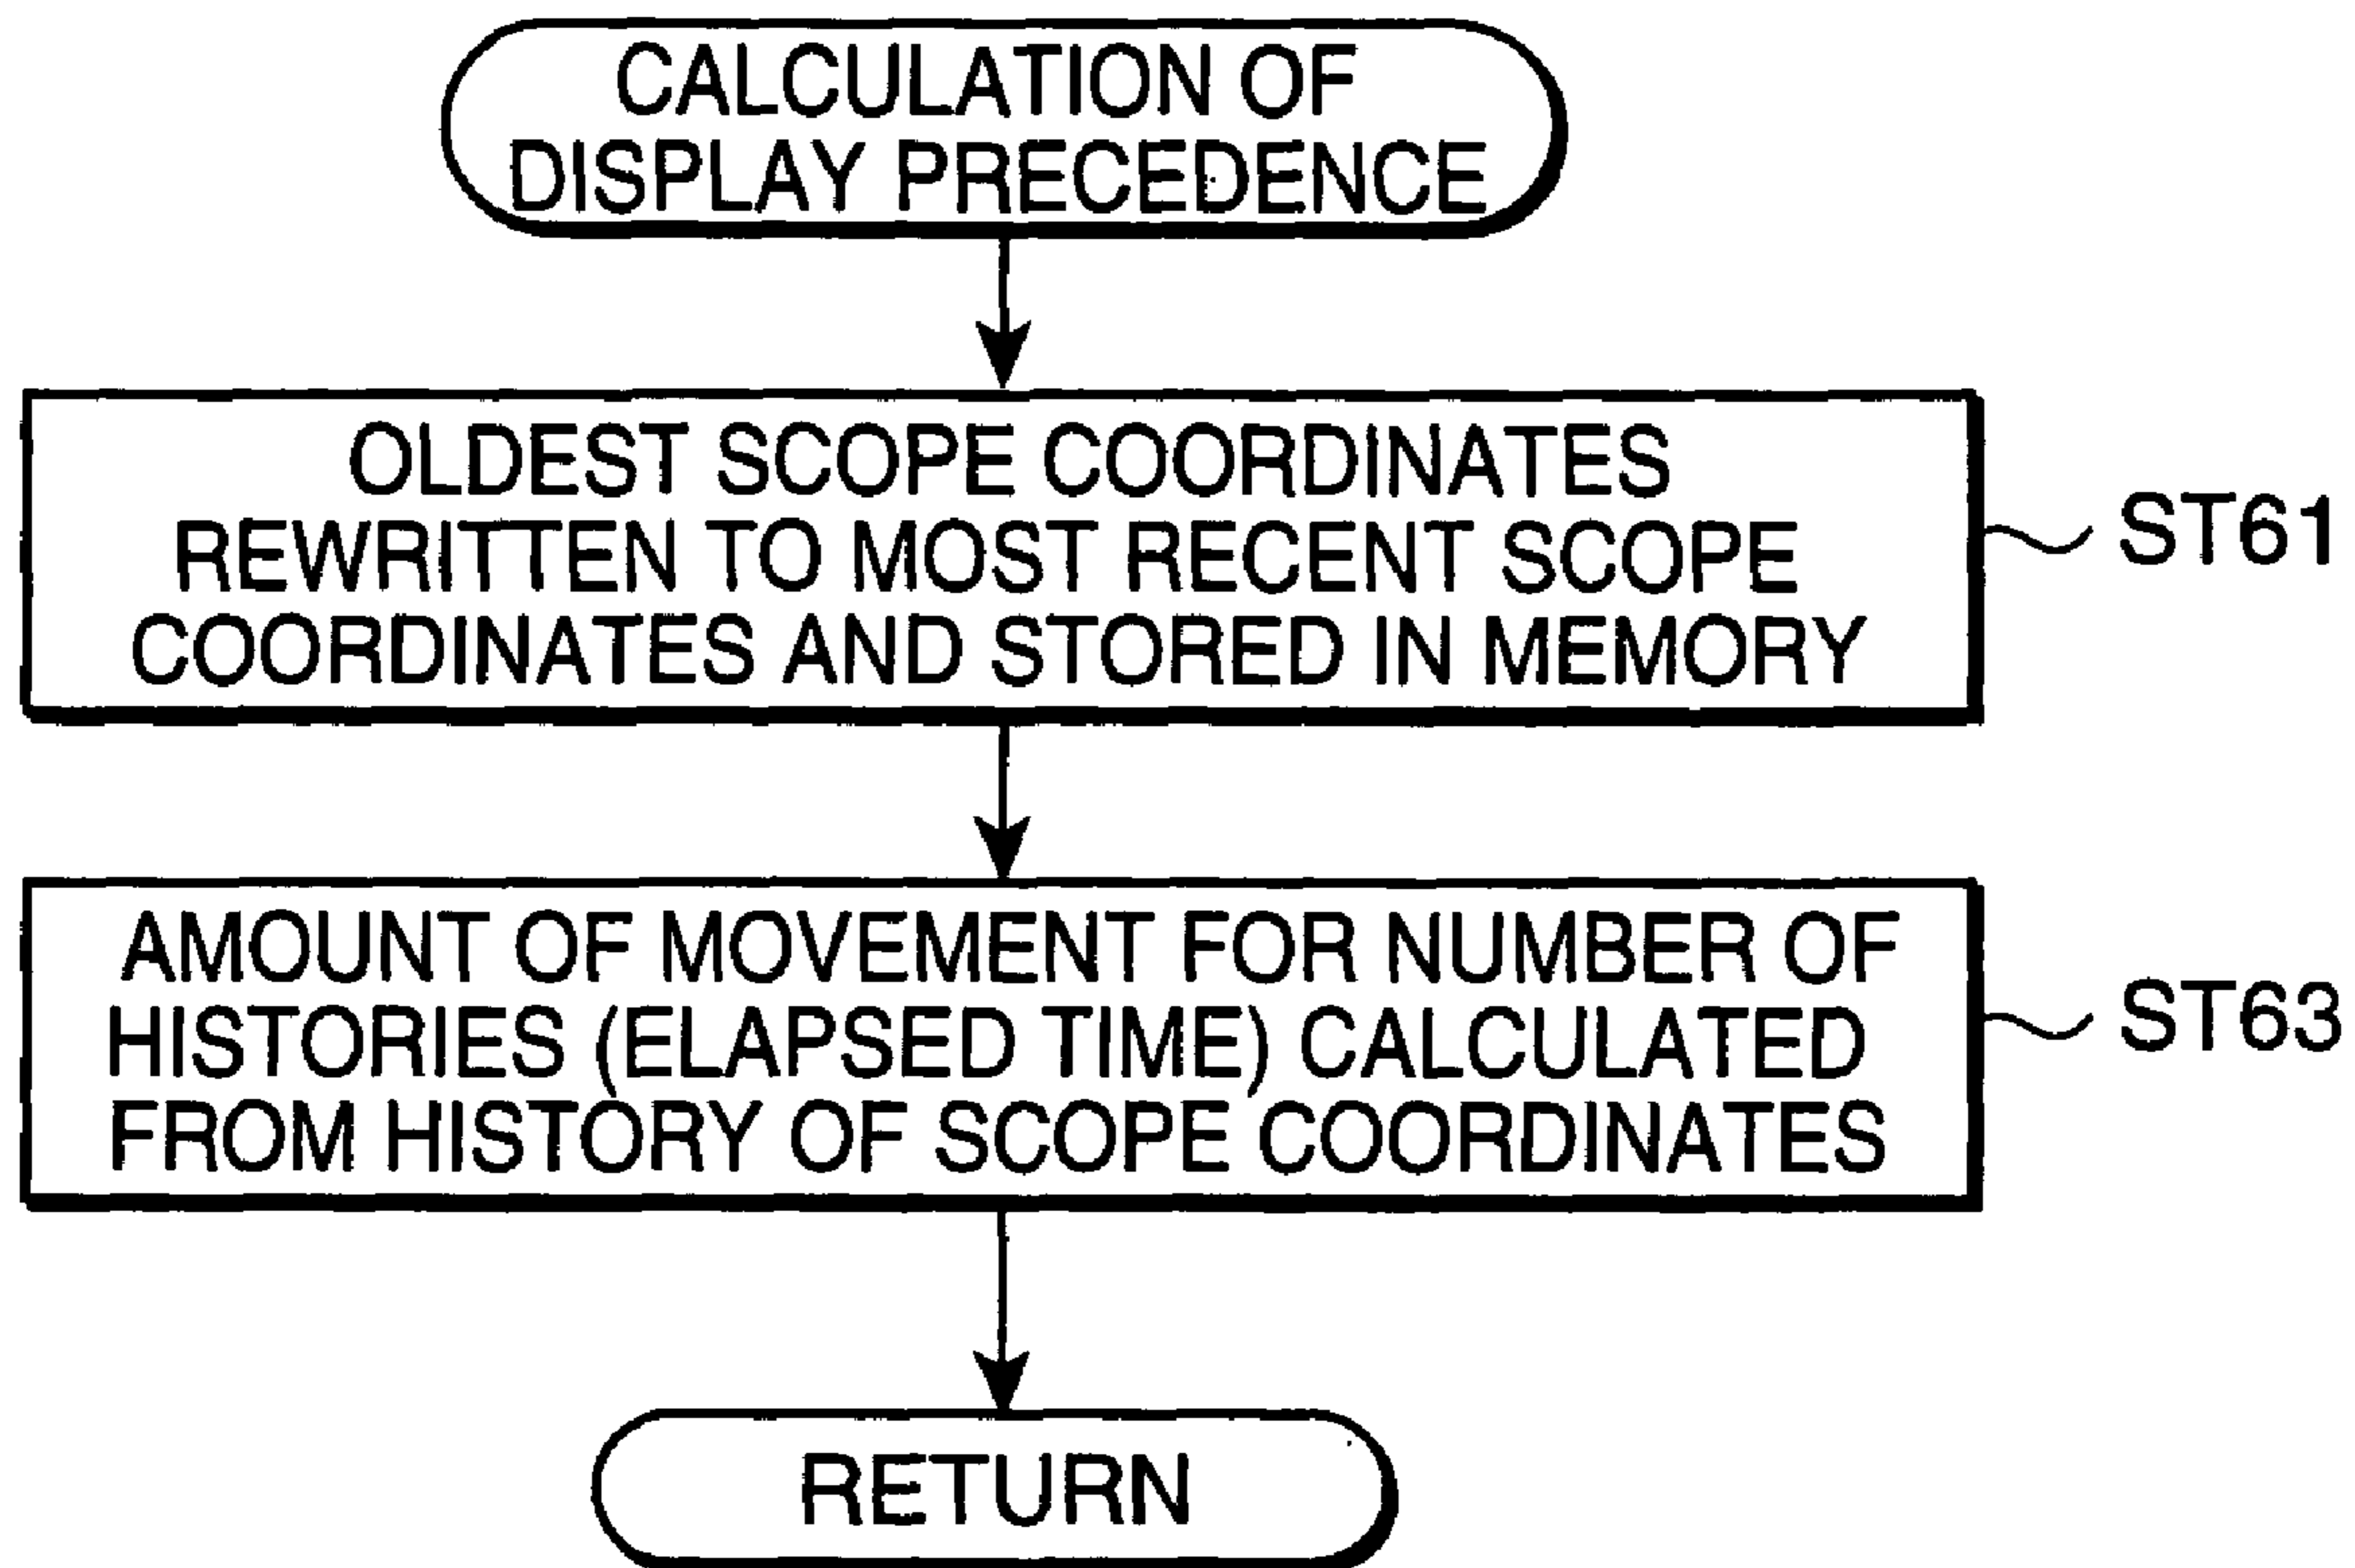 CALCULATION OF
DISPLAY PRECEDENCE
OLDEST SCOPE COORDINATES
REWRITTEN TO MOST RECENT SCOPE
COORDINATES AND STORED IN MEMORY
ST61
AMOUNT OF MOVEMENT FOR NUMBER OF
HISTORIES (ELAPSED TIME) CALCULATED
FROM HISTORY OF SCOPE COORDINATES
ST63
RETURN